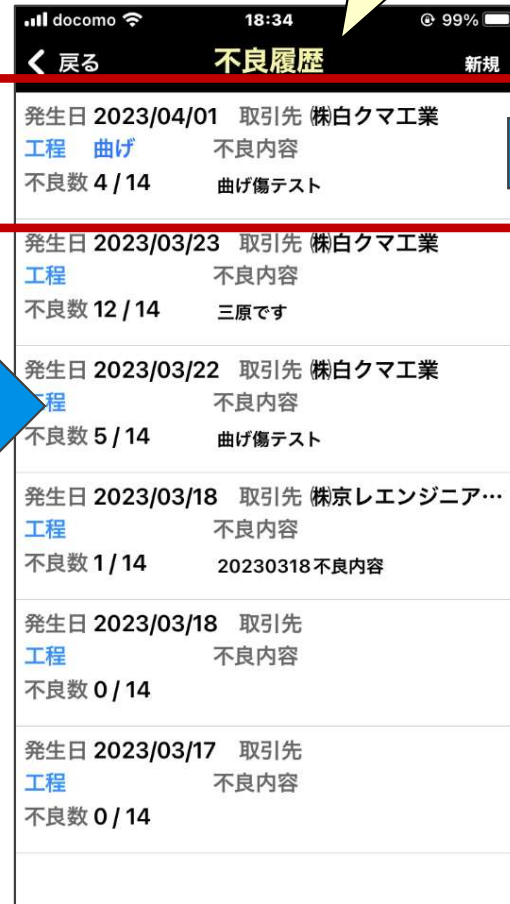 docomo 18:34 99%
戻る 不良履歴 新規
発生日 2023/04/01 取引先 ㈱白クマ工業
工程 曲げ 不良内容
不良数 4 / 14 曲げ傷テスト
発生日 2023/03/23 取引先 ㈱白クマ工業
工程 不良内容
不良数 12 / 14 三原です
発生日 2023/03/22 取引先 ㈱白クマ工業
程 不良内容
不良数 5 / 14 曲げ傷テスト
発生日 2023/03/18 取引先 ㈱京レエンジニア…
工程 不良内容
不良数 1 / 14 20230318不良内容
発生日 2023/03/18 取引先
工程 不良内容
不良数 0 / 14
発生日 2023/03/17 取引先
工程 不良内容
不良数 0 / 14